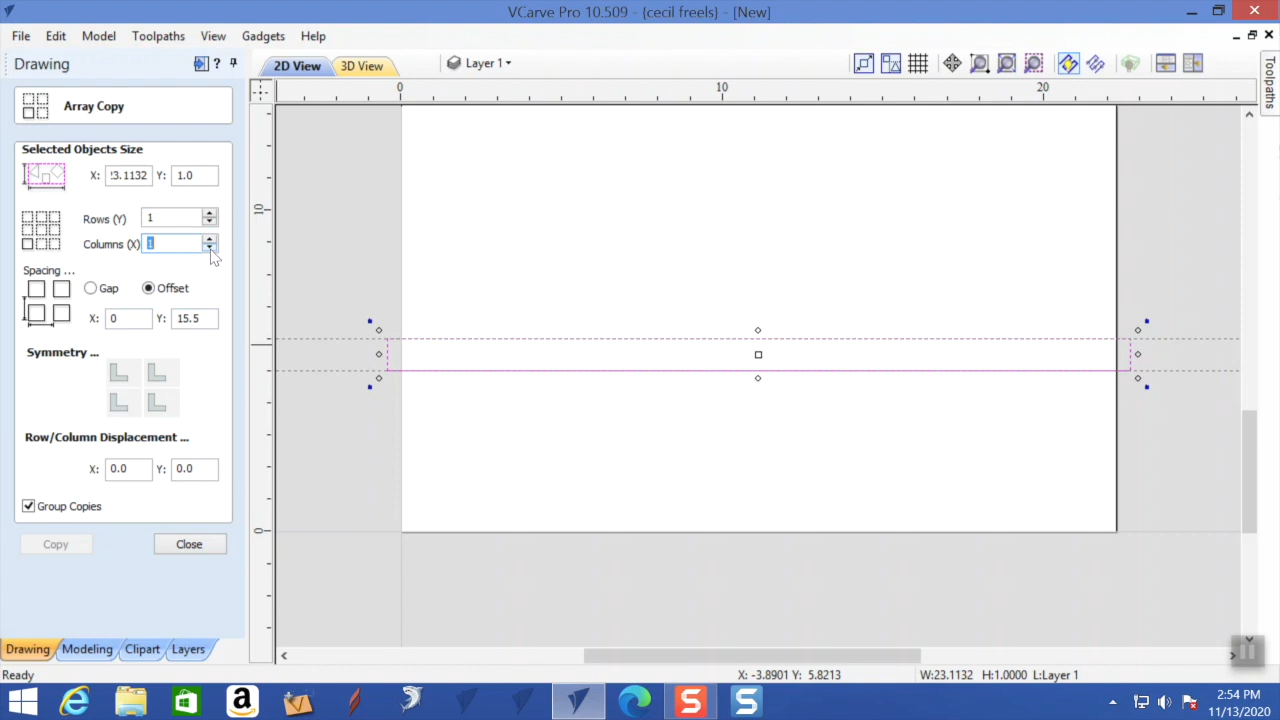 VCarve Pro 10.509 - {cecil freels} - [New]
File Edit Model Toolpaths View Gadgets Help
Drawing ?
2D View 3D View Layer 1
Array Copy
0 10 20
Toolpaths
Selected Objects Size
X: !3.1132 Y: 1.0
Rows (Y) 1
10
Columns (X) 1
Spacing ...
Gap Offset
X: 0 Y: 15.5
Symmetry ...
Row/Column Displacement ...
X: 0.0 Y: 0.0
Group Copies
0
Copy Close
Drawing Modeling Clipart Layers
Ready X: -3.8901 Y: 5.8213 W:23.1132 H:1.0000 L:Layer 1
a S S
2:54 PM
11/13/2020